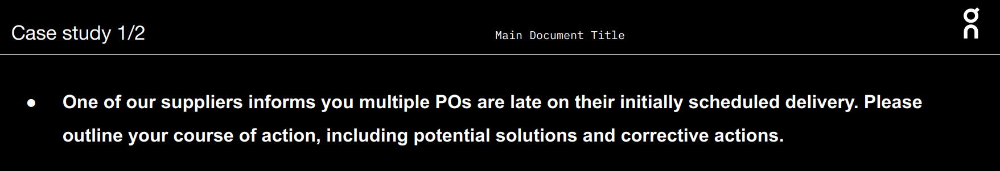 Case study 1/2
Main Document Title
on
● One of our suppliers informs you multiple POs are late on their initially scheduled delivery. Please
outline your course of action, including potential solutions and corrective actions.